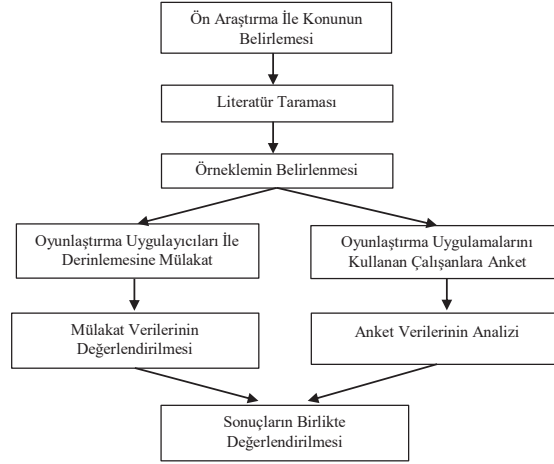 Ön Araştırma İle Konunun
Belirlemesi
Literatür Taraması
Örneklemin Belirlenmesi
Oyunlaştırma Uygulayıcıları İle
Derinlemesine Mülakat
Oyunlaştırma Uygulamalarını
Kullanan Çalışanlara Anket
Mülakat Verilerinin
Değerlendirilmesi
Anket Verilerinin Analizi
Sonuçların Birlikte
Değerlendirilmesi